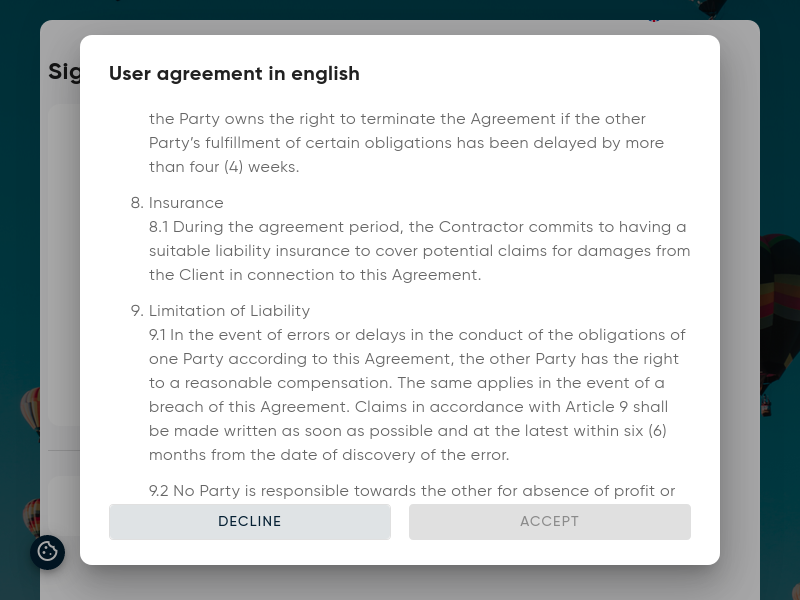 Sig
User agreement in english
the Party owns the right to terminate the Agreement if the other
Party’s fulfillment of certain obligations has been delayed by more
than four (4) weeks.
8. Insurance
8.1 During the agreement period, the Contractor commits to having a
suitable liability insurance to cover potential claims for damages from
the Client in connection to this Agreement.
9. Limitation of Liability
9.1 In the event of errors or delays in the conduct of the obligations of
one Party according to this Agreement, the other Party has the right
to a reasonable compensation. The same applies in the event of a
breach of this Agreement. Claims in accordance with Article 9 shall
be made written as soon as possible and at the latest within six (6)
months from the date of discovery of the error.
9.2 No Party is responsible towards the other for absence of profit or
DECLINE
ACCEPT